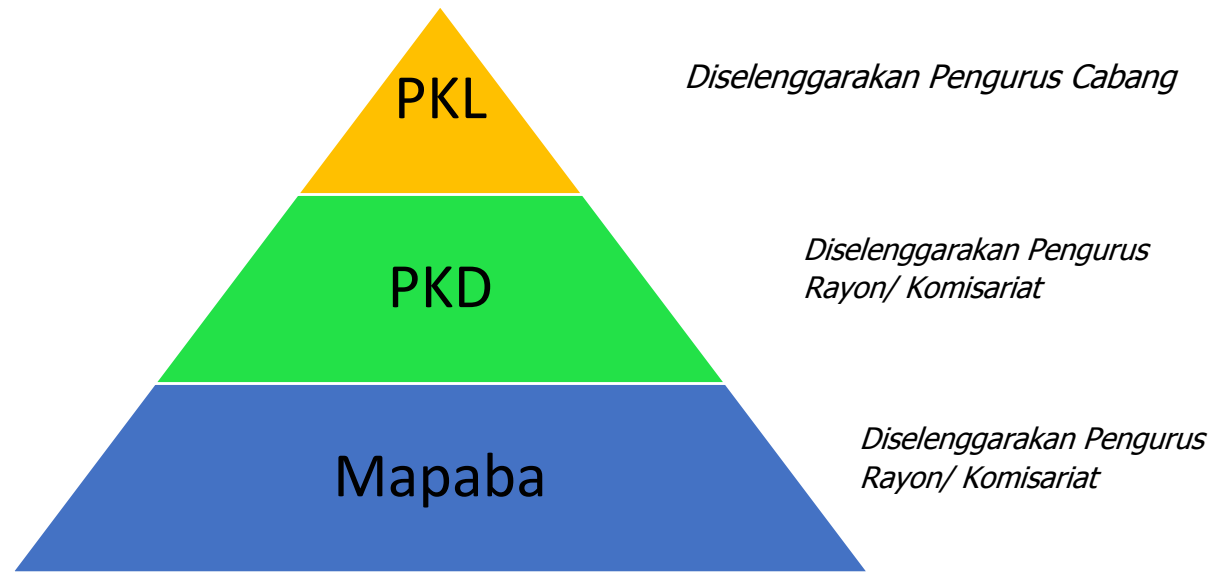 PKL
Diselenggarakan Pengurus Cabang
PKD
Diselenggarakan Pengurus
Rayon/ Komisariat
Mapaba
Diselenggarakan Pengurus
Rayon/ Komisariat